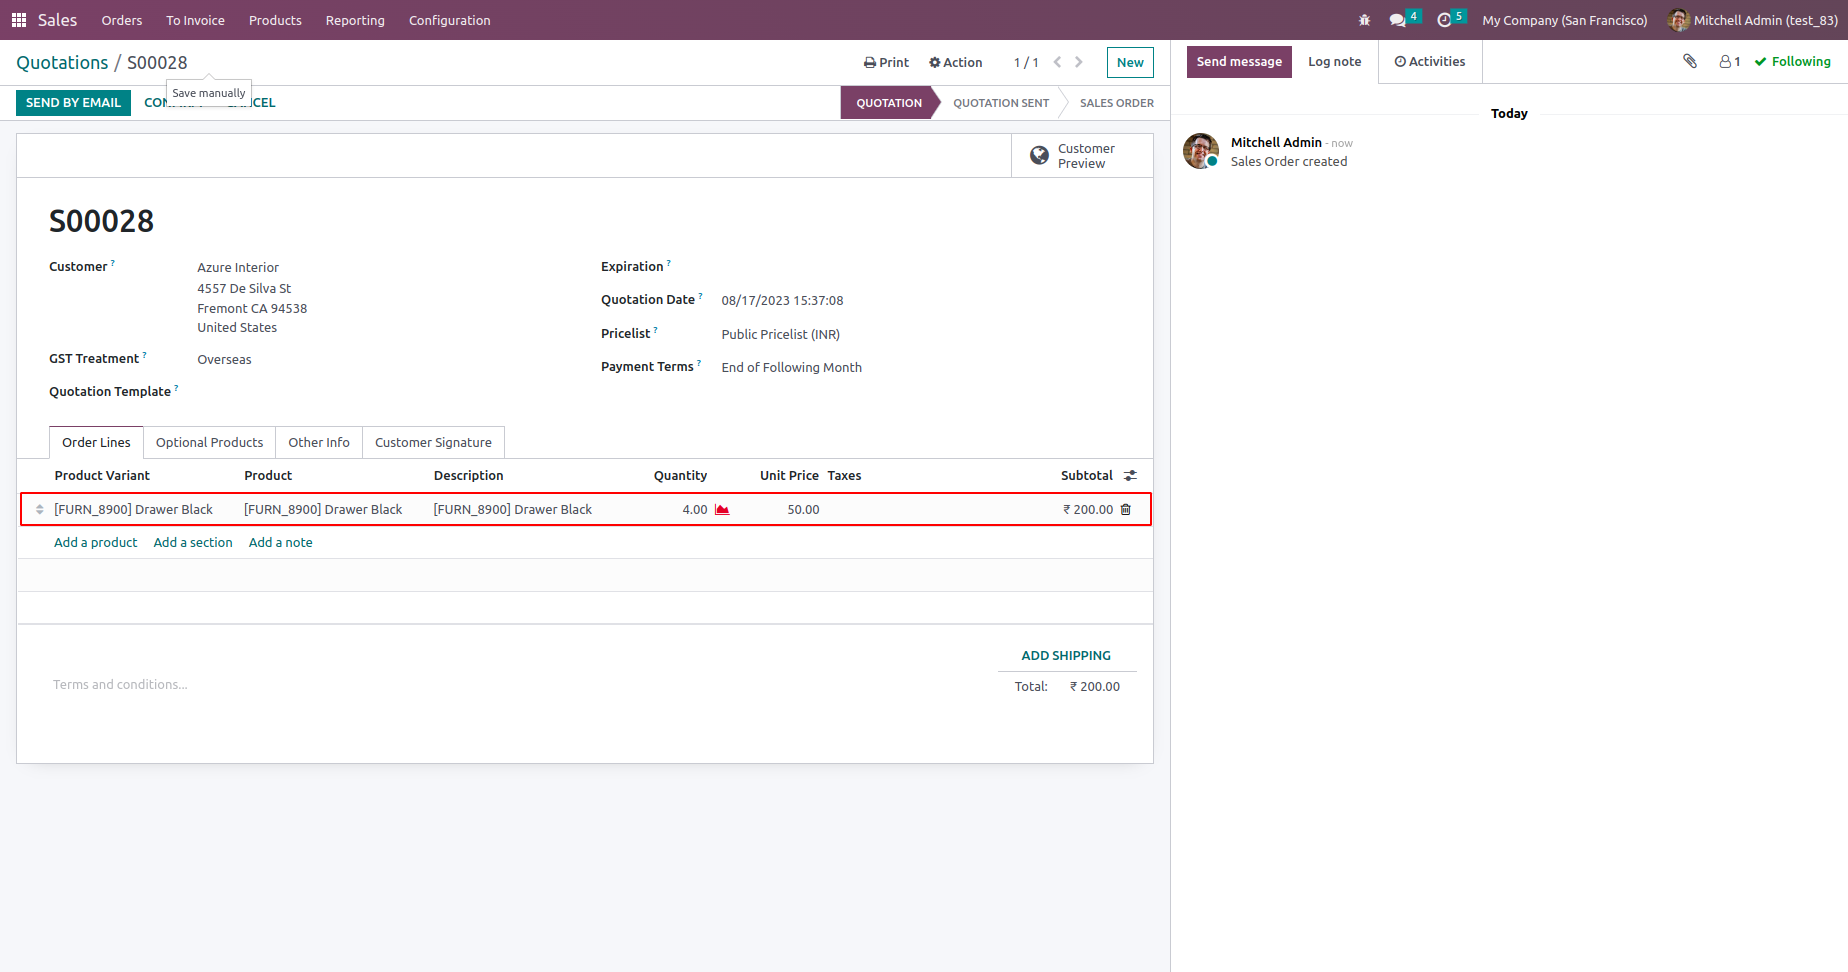 Sales Orders To Invoice Products Reporting Configuration 4 5 My Company (San Francisco) Mitchell Admin (test_83)
Quotations / S00028 Print Action 1 / 1 New
Save manually
SEND BY EMAIL QUOTATION QUOTATION SENT SALES ORDER
Customer
Preview
S00028
Customer ? Azure Interior
4557 De Silva St
Fremont CA 94538
United States
GST Treatment ? Overseas
Quotation Template ?
Expiration ?
Quotation Date ? 08/17/2023 15:37:08
Pricelist ? Public Pricelist (INR)
Payment Terms ? End of Following Month
Order Lines Optional Products Other Info Customer Signature
Product Variant Product Description Quantity Unit Price Taxes Subtotal
[FURN_8900] Drawer Black [FURN_8900] Drawer Black [FURN_8900] Drawer Black 4.00 50.00 ₹ 200.00
Add a product Add a section Add a note
ADD SHIPPING
Terms and conditions...
Total: ₹ 200.00
Send message Log note Activities 1 Following
Today
Mitchell Admin - now
Sales Order created